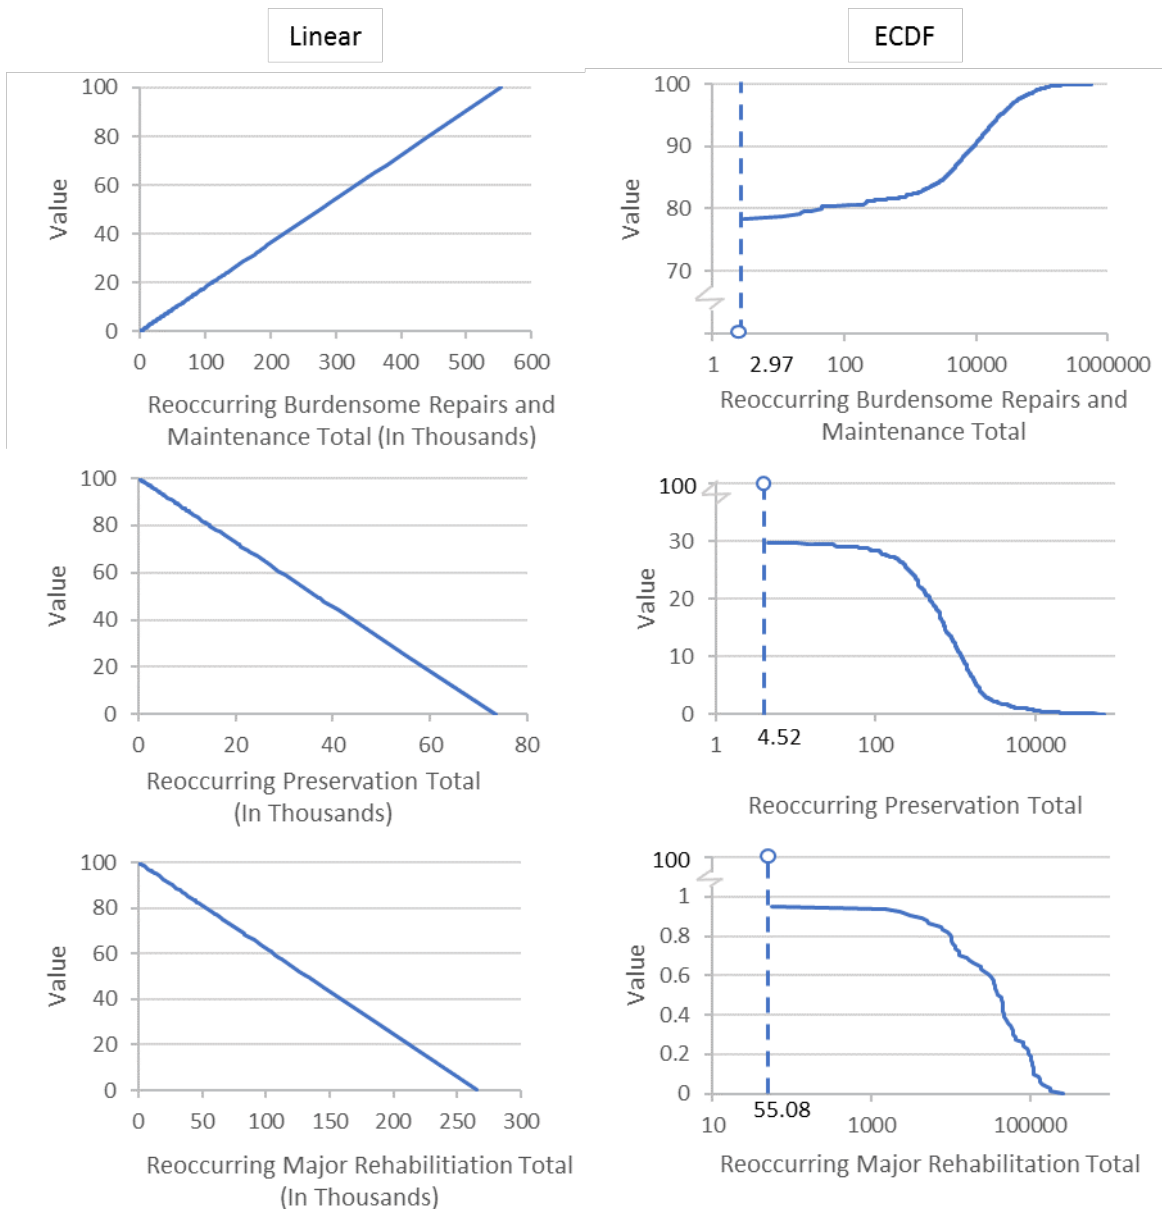 Linear
ECDF
100
80
60
40
20
0
Value
0 100 200 300 400 500 600
Reoccurring Burdensome Repairs and
Maintenance Total (In Thousands)
100
90
80
70
Value
1 2.97 100 10000 1000000
Reoccurring Burdensome Repairs and
Maintenance Total
100
80
60
40
20
0
Value
0 20 40 60 80
Reoccurring Preservation Total
(In Thousands)
100
30
20
10
0
Value
1 4.52 100 10000
Reoccurring Preservation Total
100
80
60
40
20
0
Value
0 50 100 150 200 250 300
Reoccurring Major Rehabilitiation Total
(In Thousands)
100
1
0.8
0.6
0.4
0.2
0
Value
10 55.08 1000 100000
Reoccurring Major Rehabilitation Total